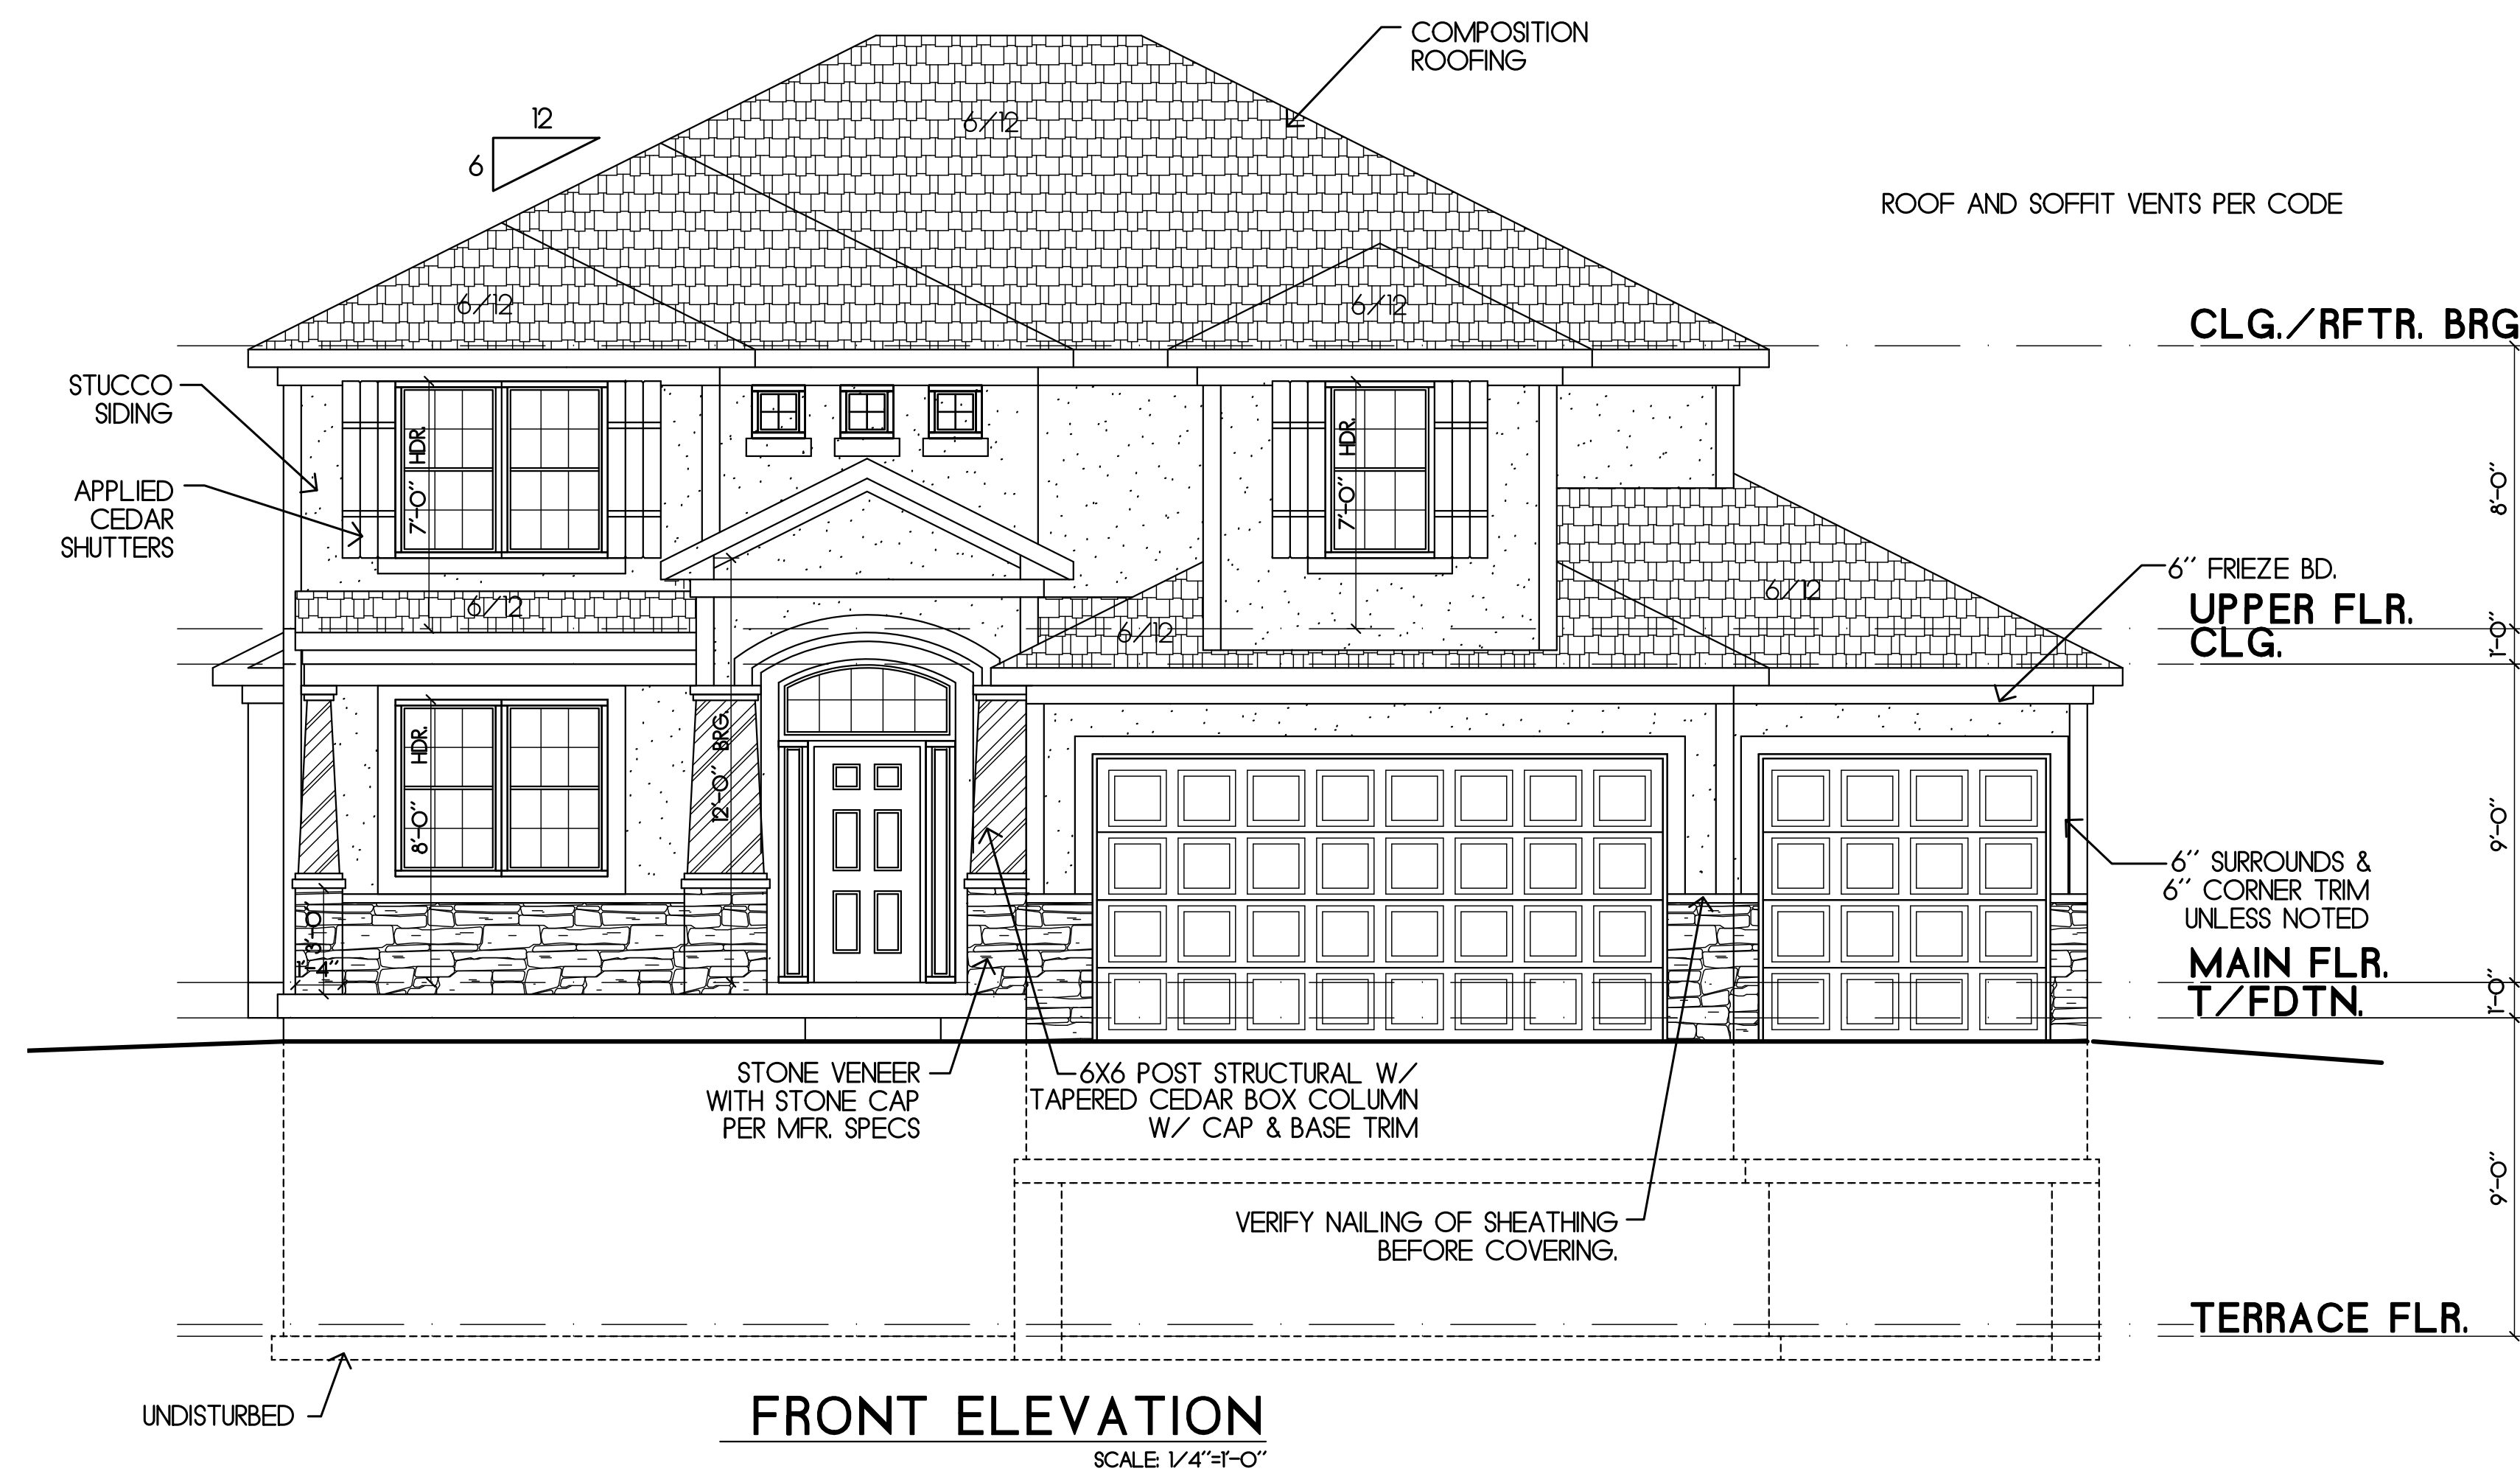 COMPOSITION
ROOFING
12
6
6/12
ROOF AND SOFFIT VENTS PER CODE
6/12
6/12
CLG./RFTR. BRG
STUCCO
SIDING
APPLIED
CEDAR
SHUTTERS
7'-0" HDR.
7'-0" HDR.
8'-0"
6" FRIEZE BD.
6/12
6/12
6/12
UPPER FLR.
CLG.
1'-0"
8'-0" HDR.
12'-0" BRG.
9'-0"
6" SURROUNDS &
6" CORNER TRIM
UNLESS NOTED
3'-0"
1'-4"
MAIN FLR.
T/FDTN.
1'-0"
STONE VENEER
WITH STONE CAP
PER MFR. SPECS
6X6 POST STRUCTURAL W/
TAPERED CEDAR BOX COLUMN
W/ CAP & BASE TRIM
9'-0"
VERIFY NAILING OF SHEATHING
BEFORE COVERING.
TERRACE FLR.
UNDISTURBED
FRONT ELEVATION
SCALE: 1/4"=1'-0"